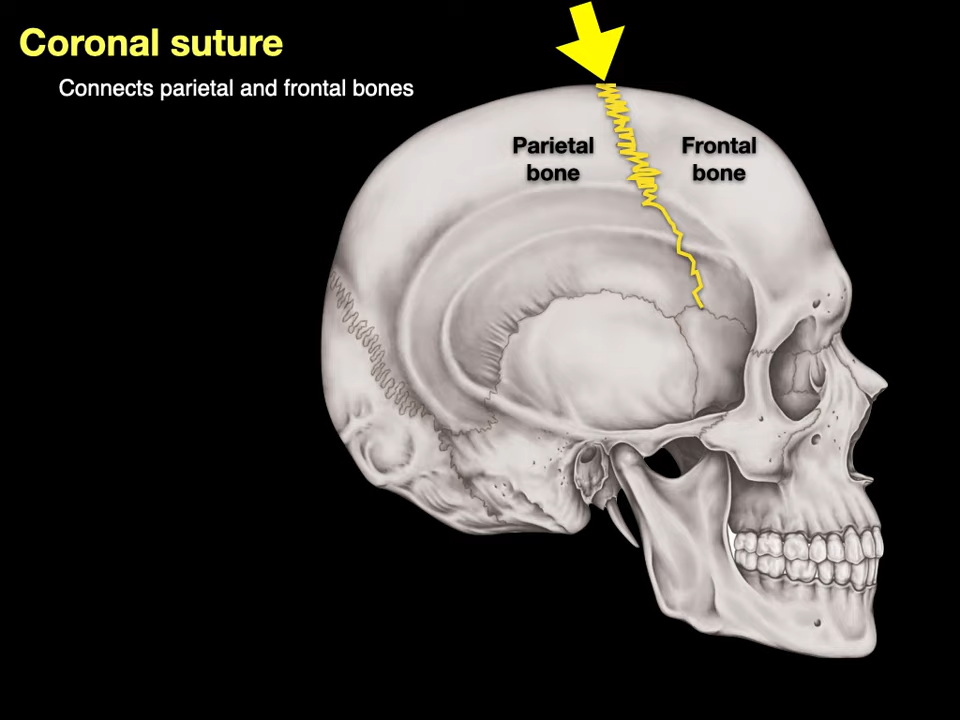 Coronal suture
Connects parietal and frontal bones
Parietal
bone
Frontal
bone